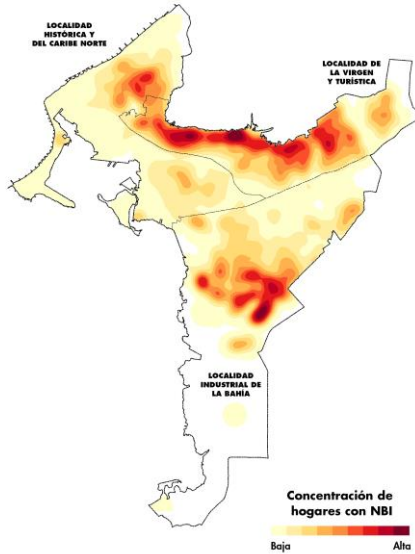 LOCALIDAD
HISTÓRICA Y
DEL CARIBE NORTE
LOCALIDAD DE
LA VIRGEN
Y TURÍSTICA
LOCALIDAD
INDUSTRIAL DE
LA BAHÍA
Concentración de
hogares con NBI
Baja Alta